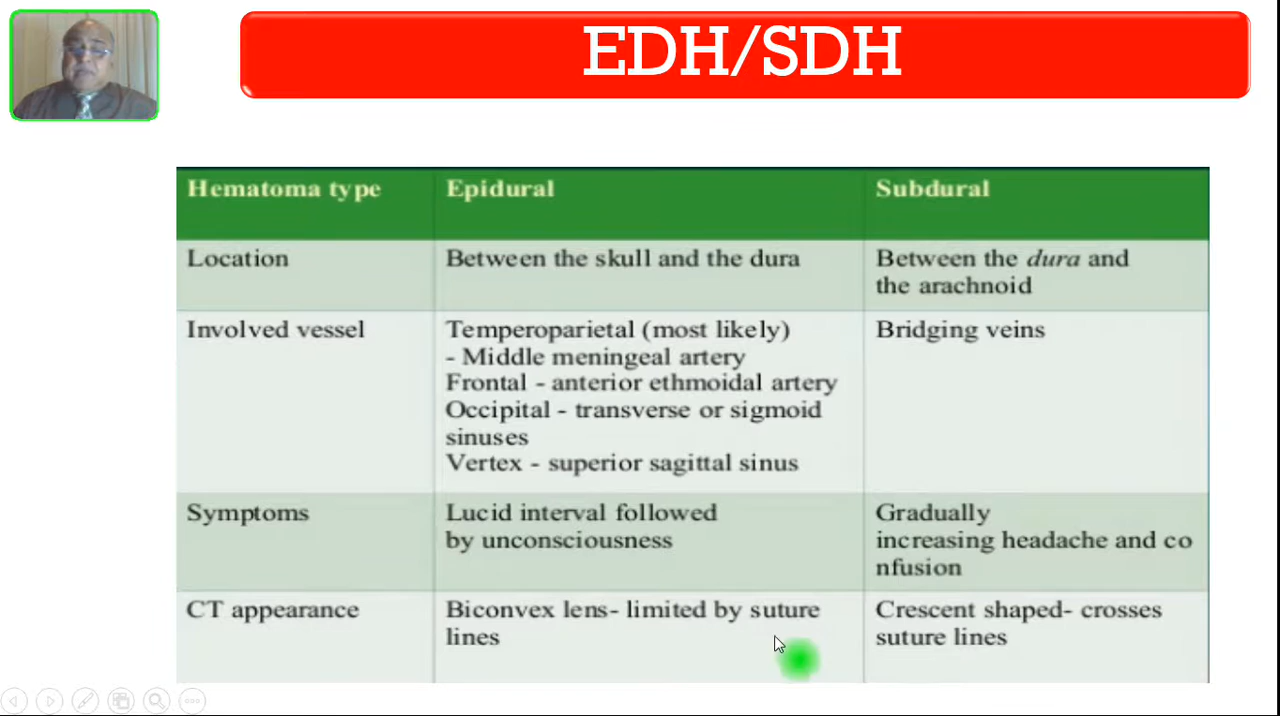 EDH/SDH
Hematoma type
Epidural
Subdural
Location
Between the skull and the dura
Between the dura and
the arachnoid
Involved vessel
Temperoparietal (most likely)
- Middle meningeal artery
Frontal - anterior ethmoidal artery
Occipital - transverse or sigmoid
sinuses
Vertex - superior sagittal sinus
Bridging veins
Symptoms
Lucid interval followed
by unconsciousness
Gradually
increasing headache and co
nfusion
CT appearance
Biconvex lens- limited by suture
lines
Crescent shaped- crosses
suture lines